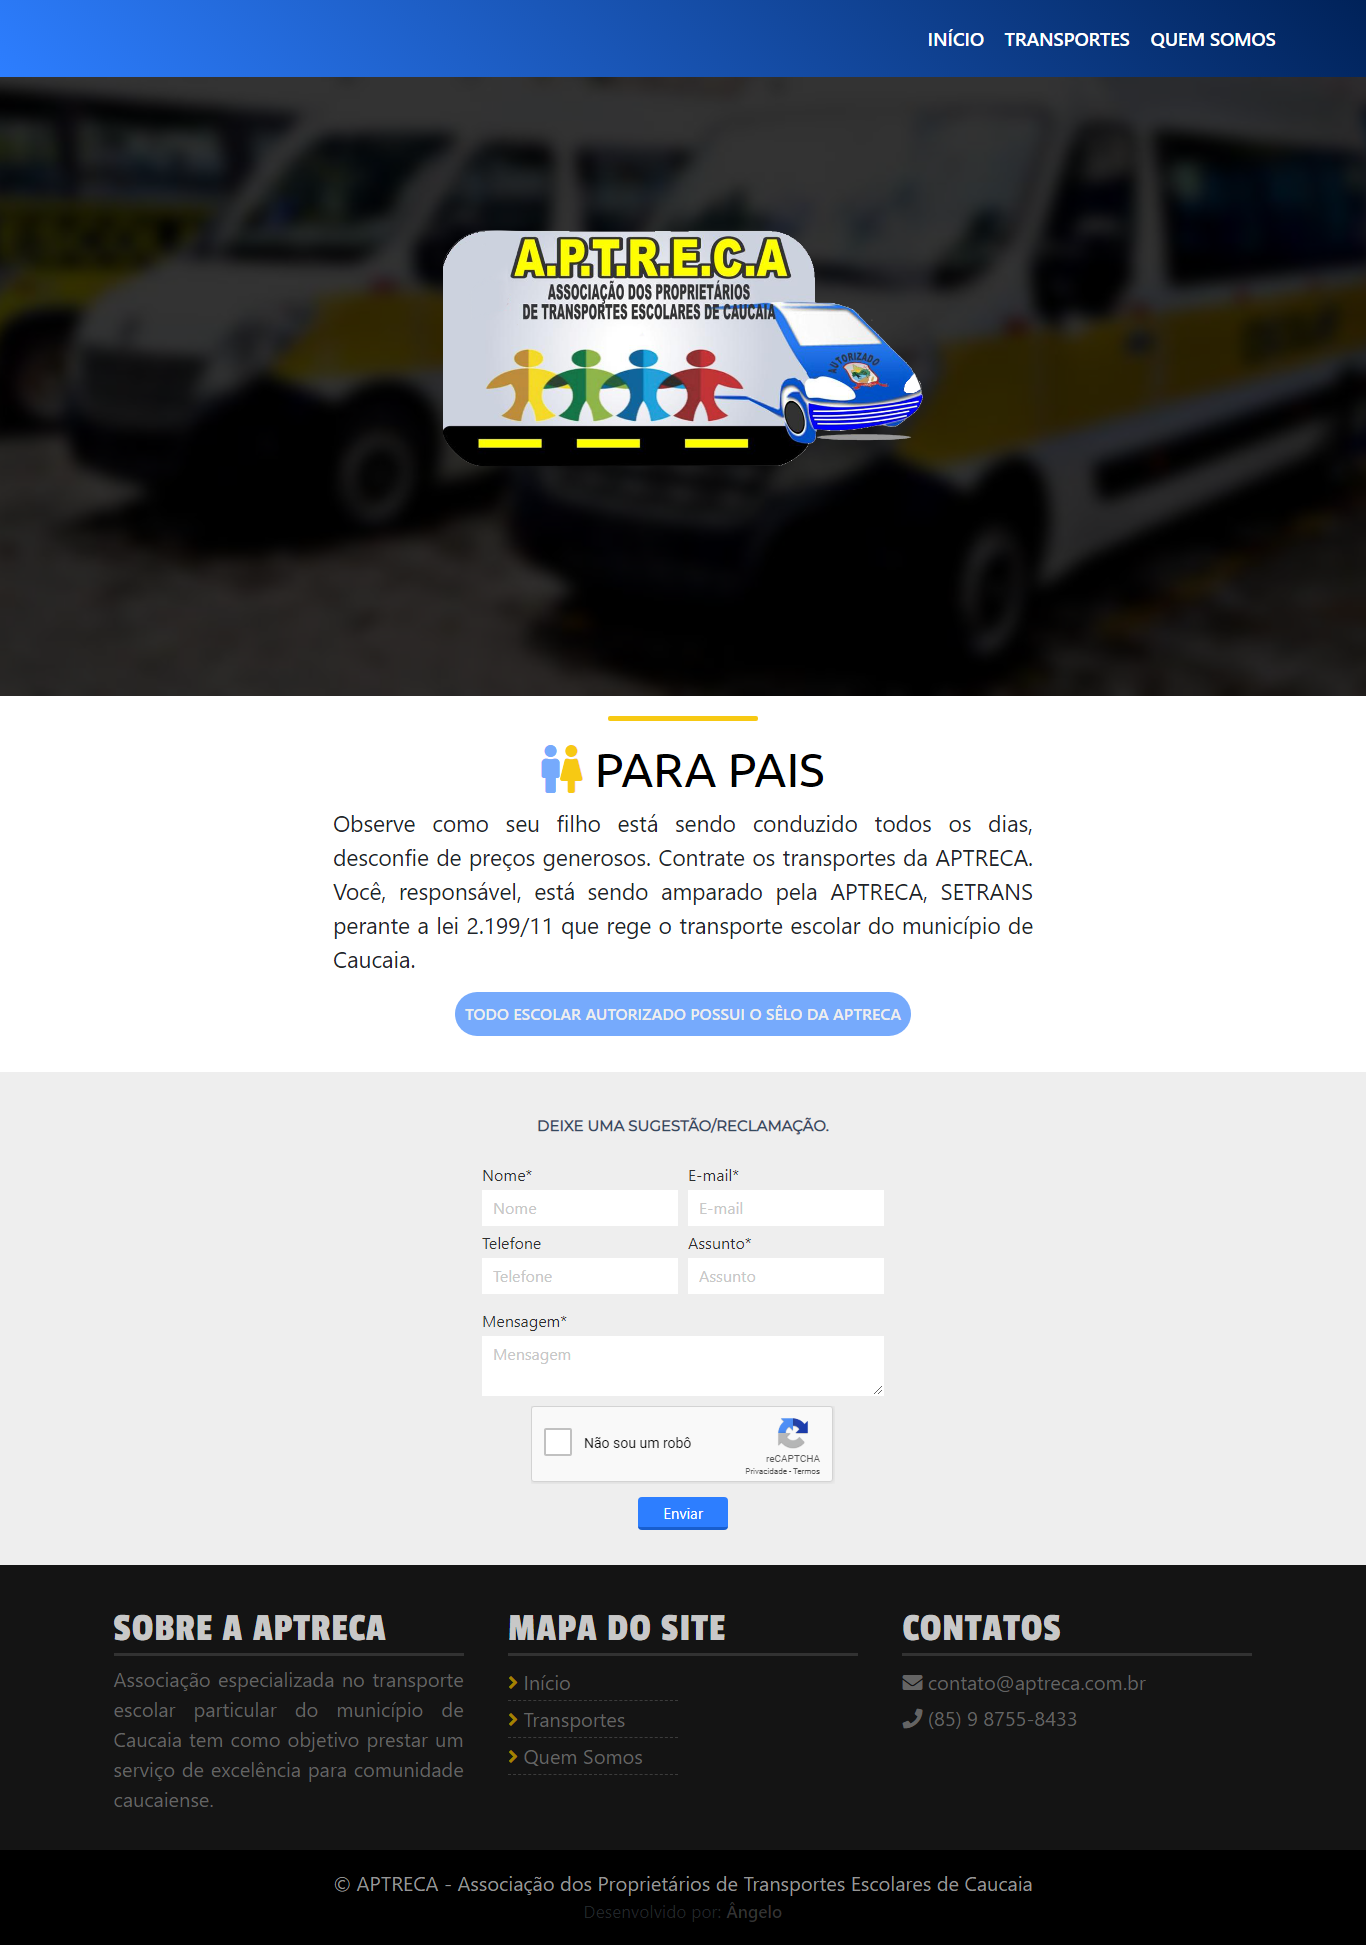 INÍCIO TRANSPORTES QUEM SOMOS
ESCOL
A.P.T.R.E.C.A
ASSOCIAÇÃO DOS PROPRIETÁRIOS
DE TRANSPORTES ESCOLARES DE CAUCAIA
AUTORIZADO
PARA PAIS
Observe como seu filho está sendo conduzido todos os dias,
desconfie de preços generosos. Contrate os transportes da APTRECA.
Você, responsável, está sendo amparado pela APTRECA, SETRANS
perante a lei 2.199/11 que rege o transporte escolar do município de
Caucaia.
TODO ESCOLAR AUTORIZADO POSSUI O SÊLO DA APTRECA
DEIXE UMA SUGESTÃO/RECLAMAÇÃO.
Nome* E-mail*
Nome E-mail
Telefone Assunto*
Telefone Assunto
Mensagem*
Mensagem
Não sou um robô
reCAPTCHA
Privacidade - Termos
Enviar
SOBRE A APTRECA
Associação especializada no transporte
escolar particular do município de
Caucaia tem como objetivo prestar um
serviço de excelência para comunidade
caucaiense.
MAPA DO SITE
Início
Transportes
Quem Somos
CONTATOS
contato@aptreca.com.br
(85) 9 8755-8433
© APTRECA - Associação dos Proprietários de Transportes Escolares de Caucaia
Desenvolvido por: Ângelo